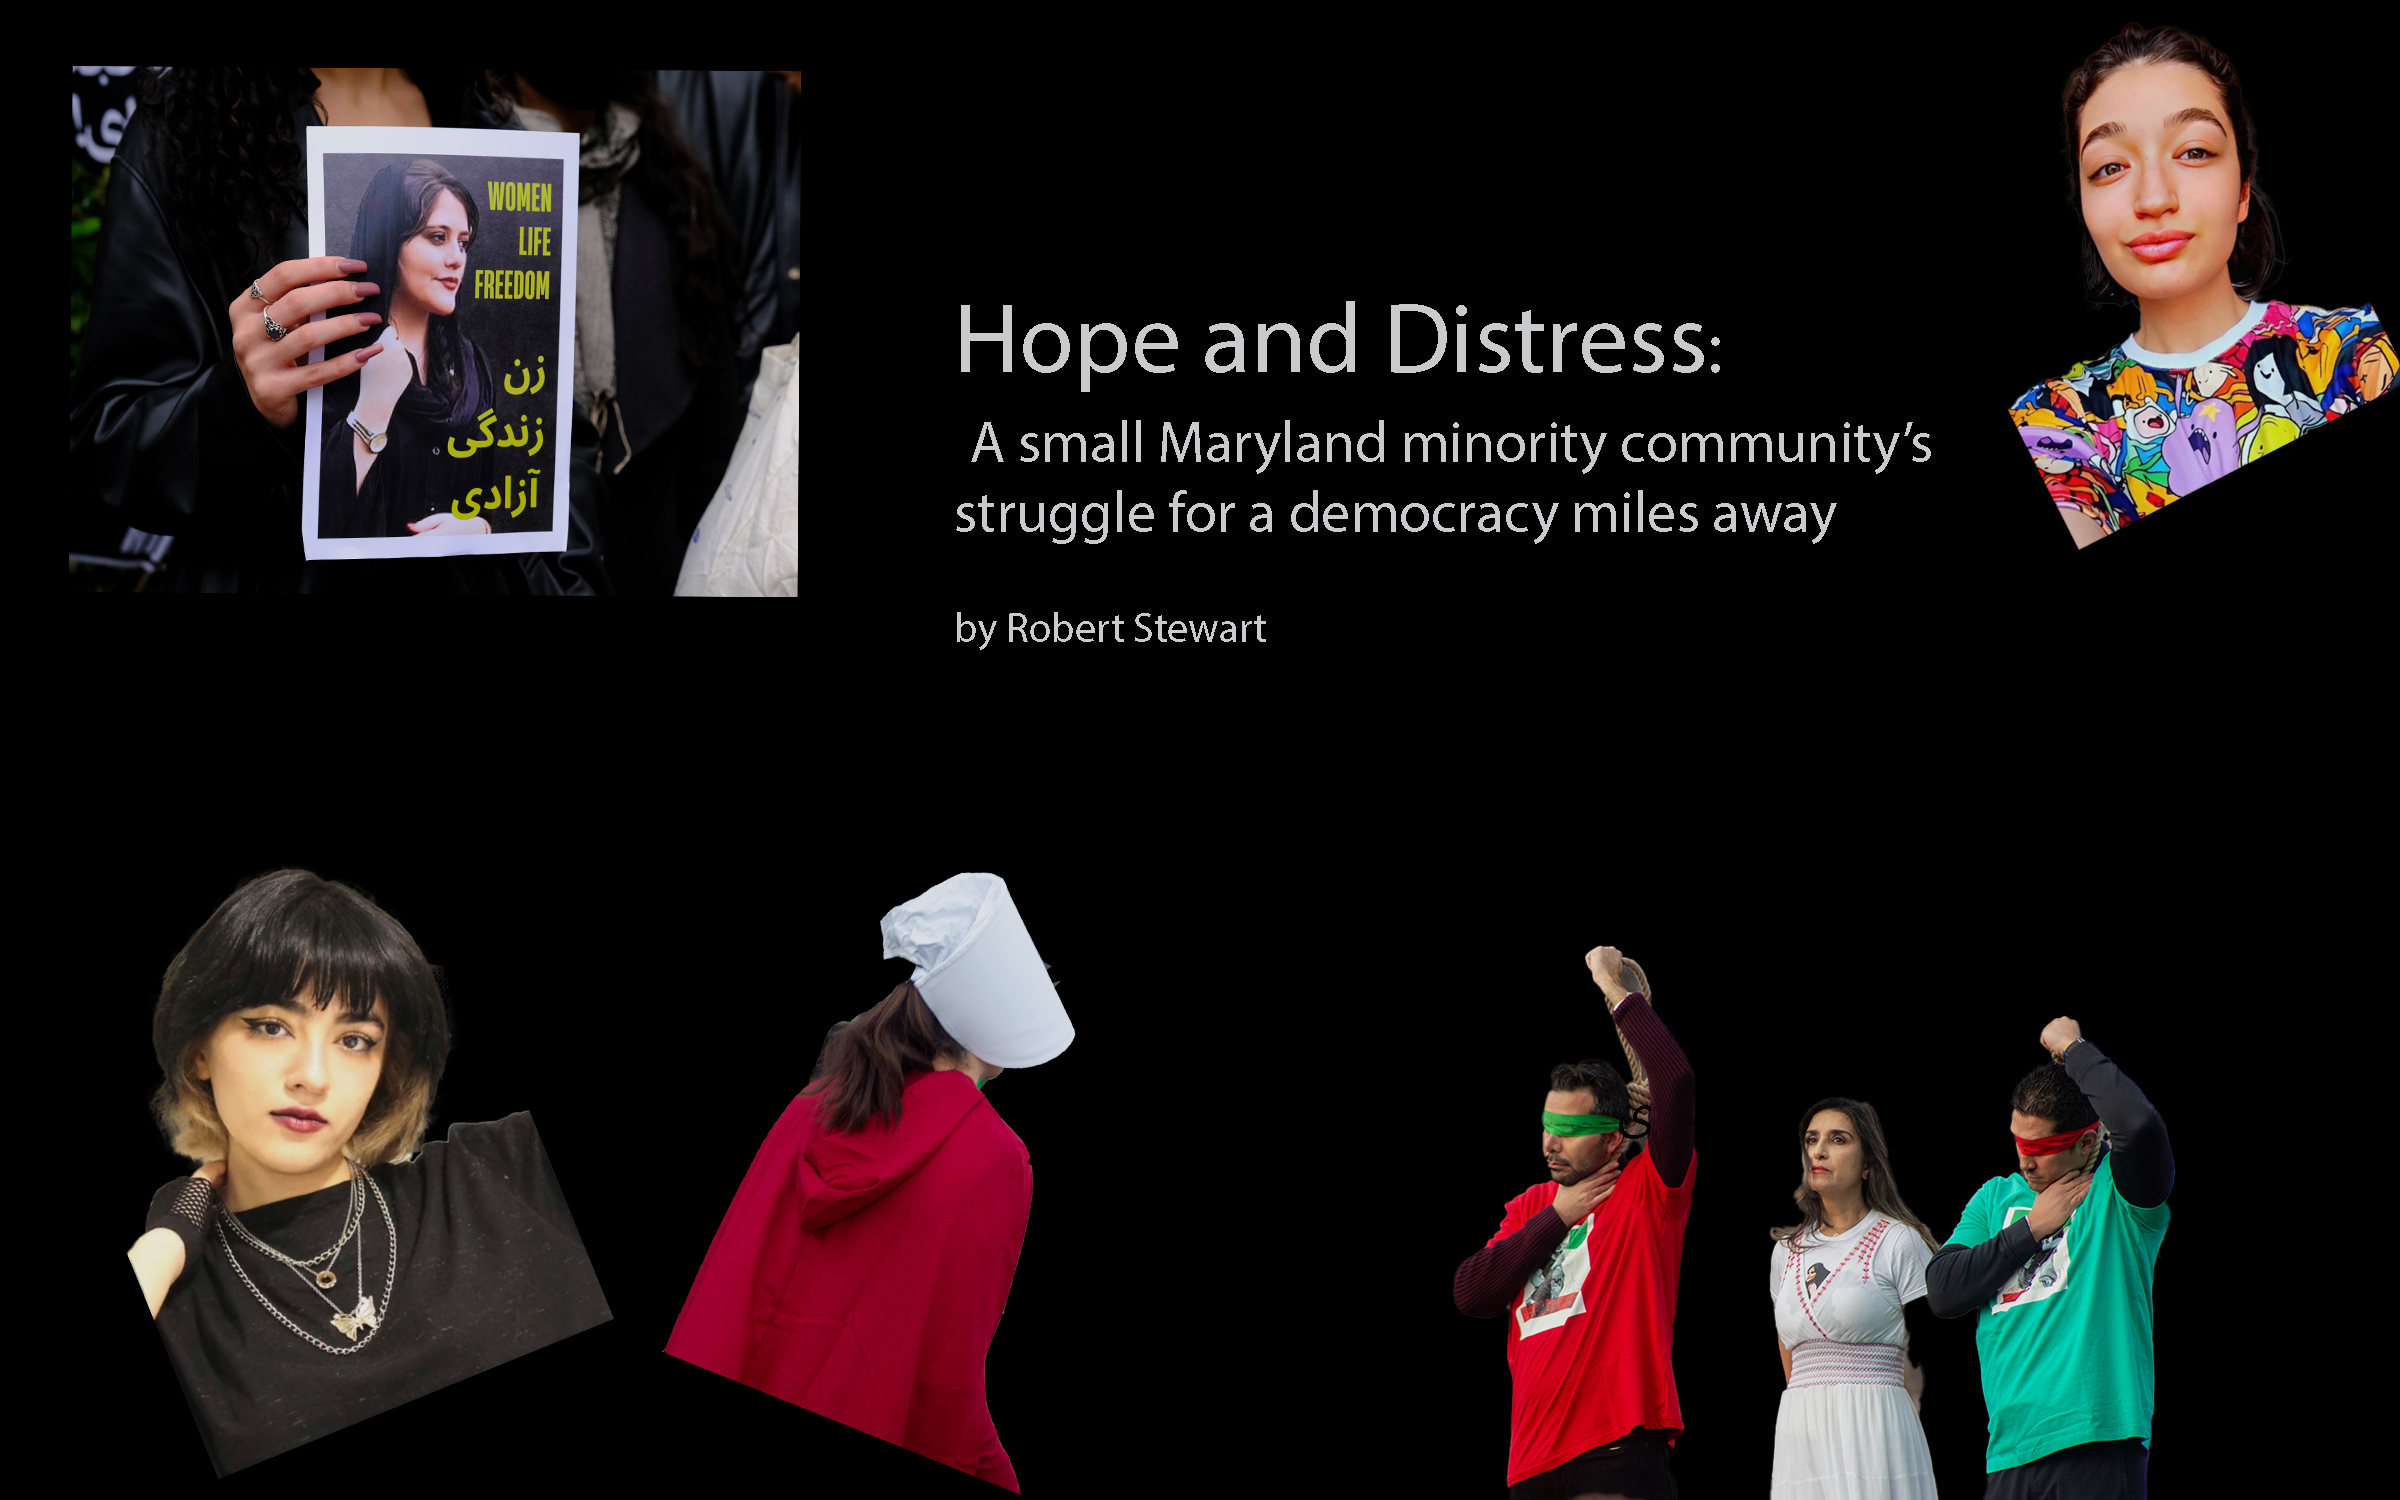 WOMEN
LIFE
FREEDOM
زن
زندگی
آزادی
Hope and Distress:
A small Maryland minority community’s
struggle for a democracy miles away
by Robert Stewart